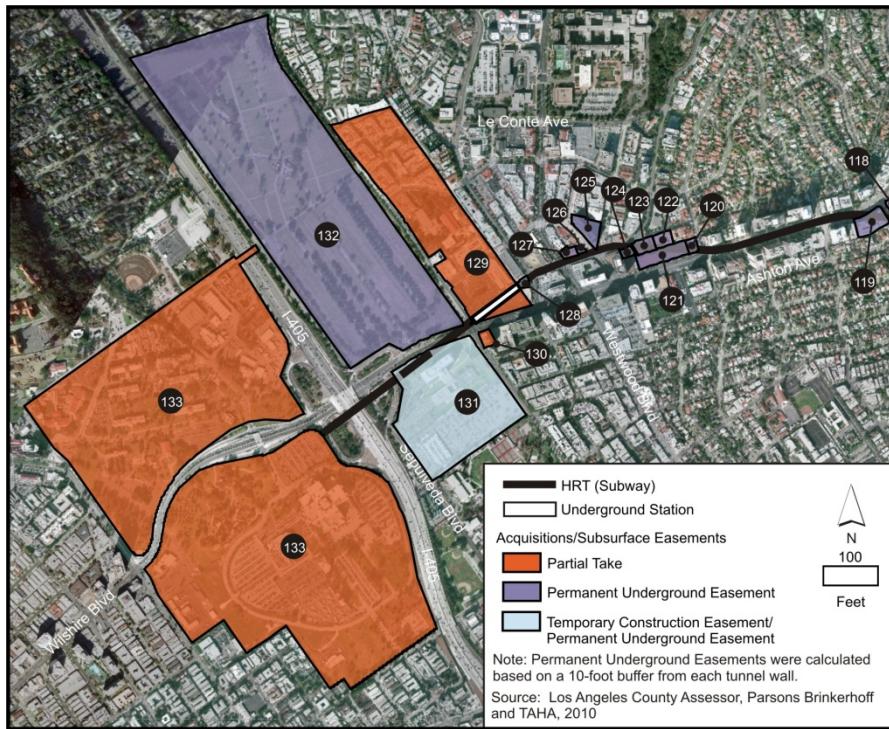 Le Conte Ave
118
125
124
123
122
120
126
127
132
129
119
Ashton Ave
121
128
I-405
130
Westwood Blvd
133
131
Sepulveda Blvd
133
I-405
Wilshire Blvd
HRT (Subway)
Underground Station
Acquisitions/Subsurface Easements
Partial Take
Permanent Underground Easement
Temporary Construction Easement/
Permanent Underground Easement
N
100
Feet
Note: Permanent Underground Easements were calculated
based on a 10-foot buffer from each tunnel wall.
Source: Los Angeles County Assessor, Parsons Brinkerhoff
and TAHA, 2010